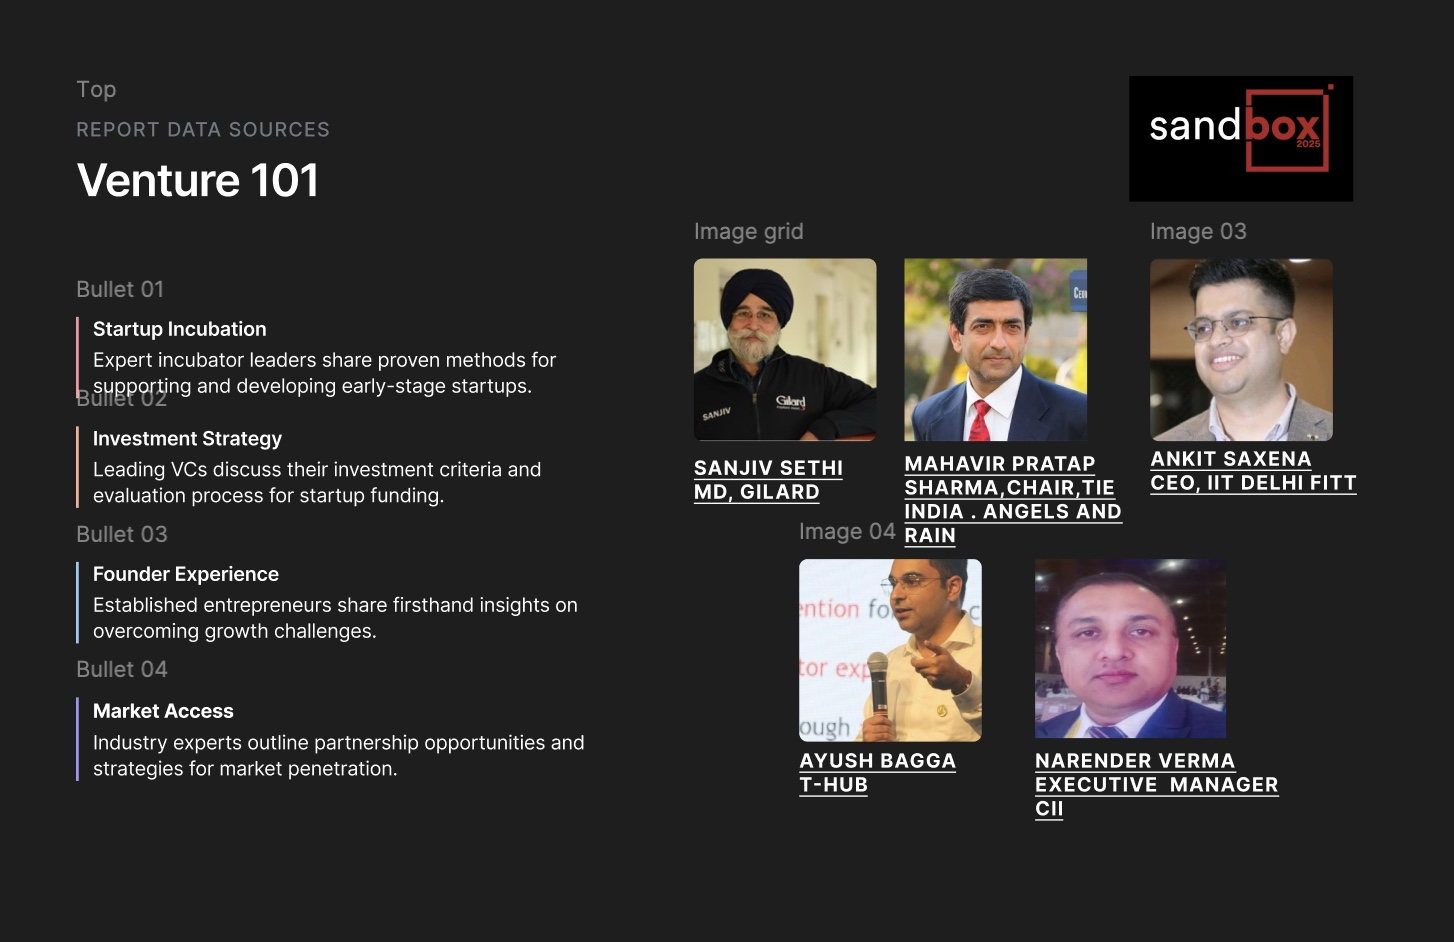 Top
REPORT DATA SOURCES
Venture 101
sandbox
2025
Bullet 01
Startup Incubation
Expert incubator leaders share proven methods for
supporting and developing early-stage startups.
Bullet 02
Investment Strategy
Leading VCs discuss their investment criteria and
evaluation process for startup funding.
Bullet 03
Founder Experience
Established entrepreneurs share firsthand insights on
overcoming growth challenges.
Bullet 04
Market Access
Industry experts outline partnership opportunities and
strategies for market penetration.
Image grid
SANJIV
Gilard
SANJIV SETHI
MD, GILARD
MAHAVIR PRATAP
SHARMA,CHAIR,TIE
INDIA . ANGELS AND
RAIN
Image 03
ANKIT SAXENA
CEO, IIT DELHI FITT
Image 04
ention fo
tor exp
ough
AYUSH BAGGA
T-HUB
NARENDER VERMA
EXECUTIVE  MANAGER
CII